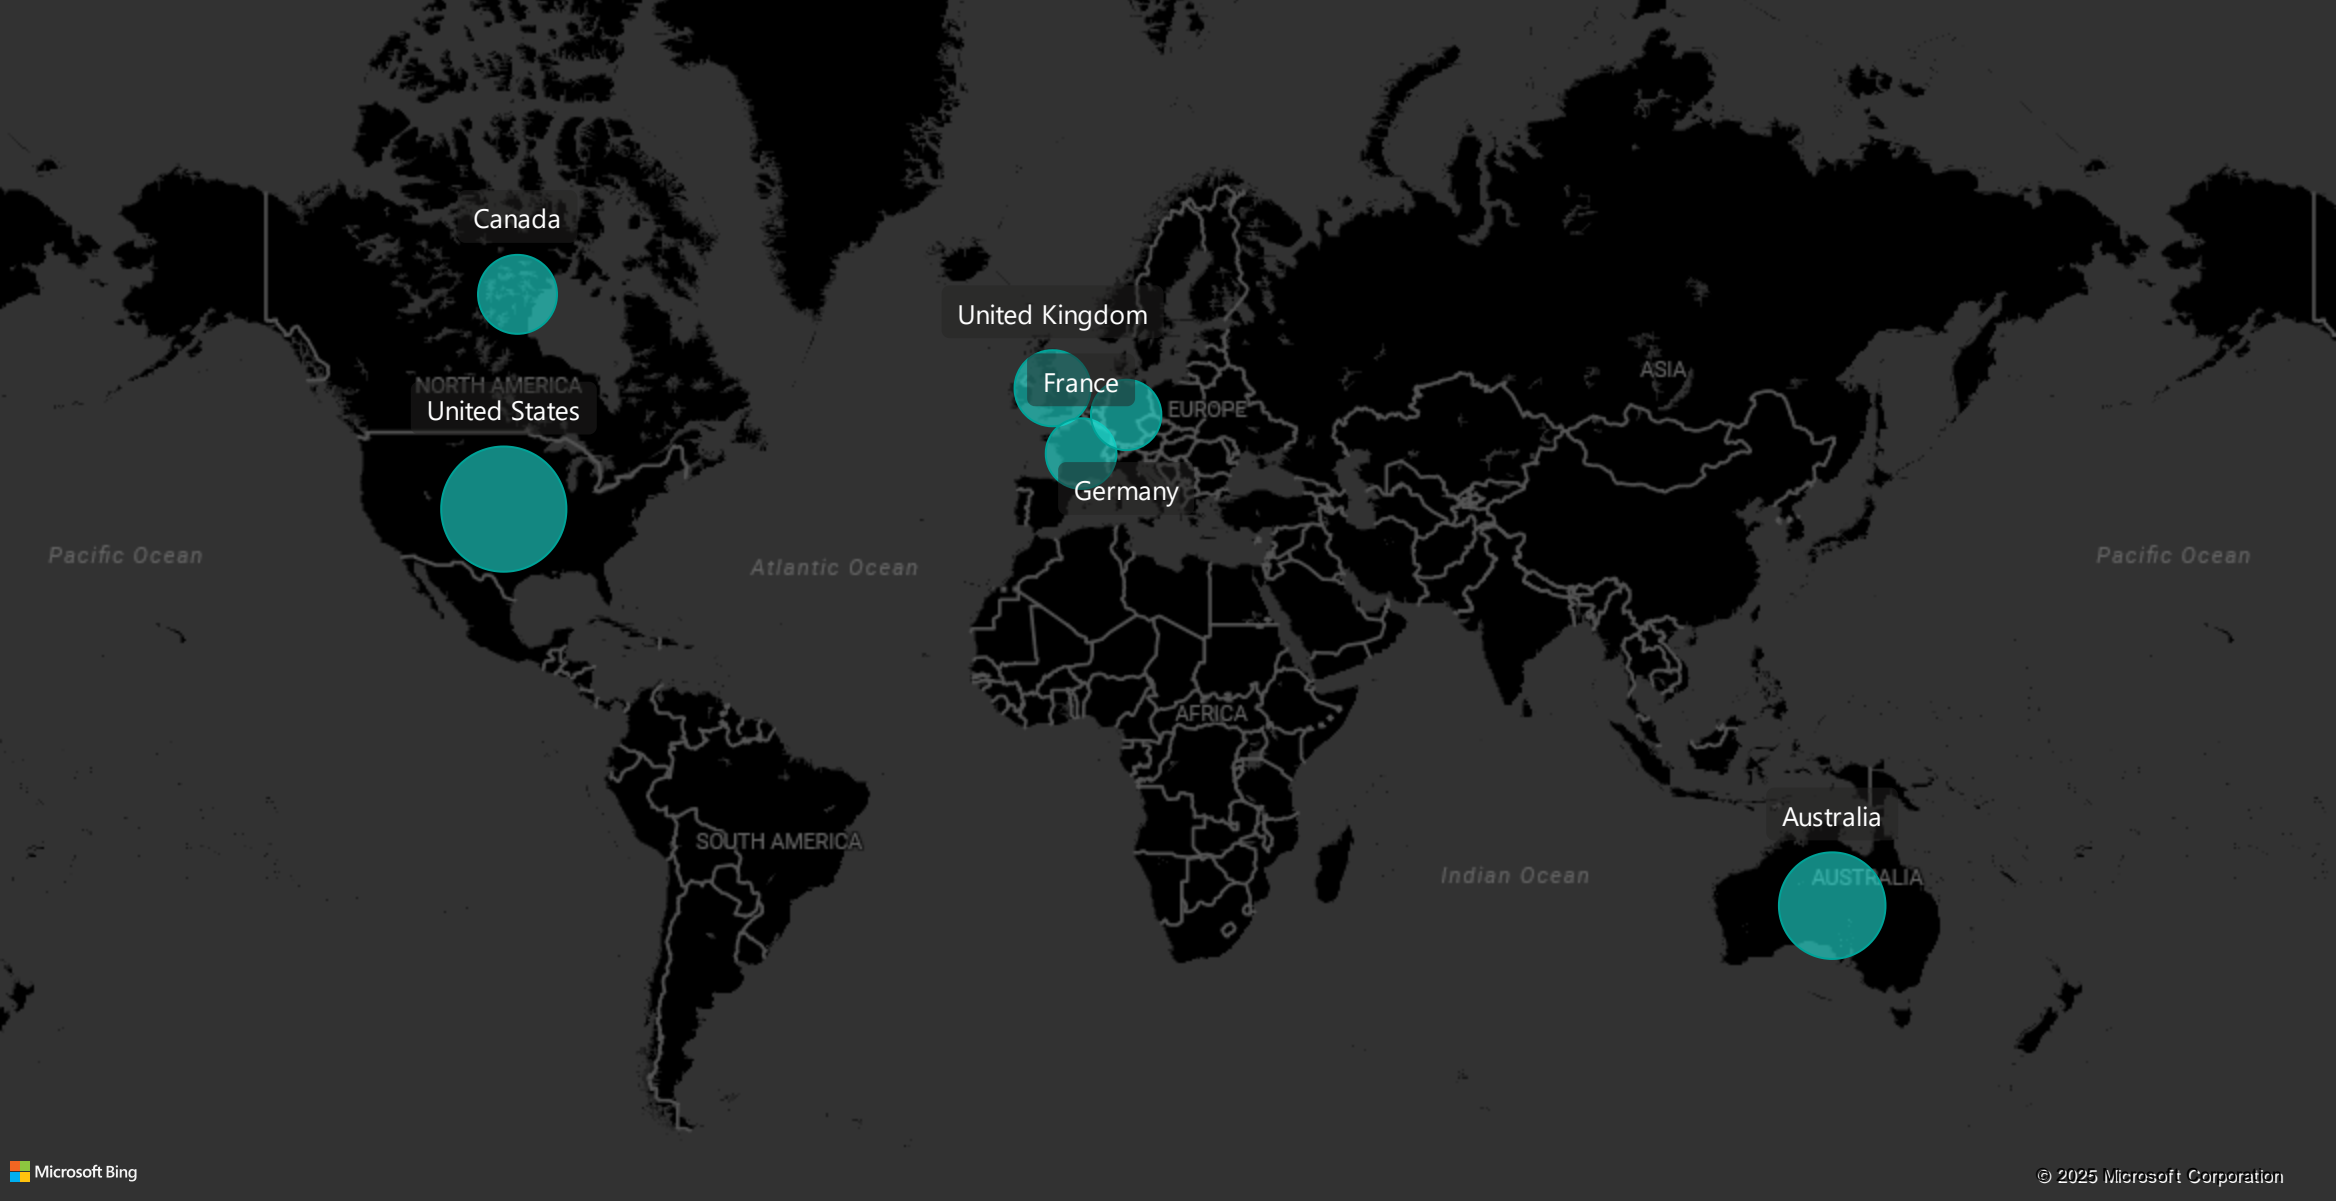 Canada
United Kingdom
France
NORTH AMERICA
United States
ASIA
EUROPE
Germany
Pacific Ocean
Atlantic Ocean
Pacific Ocean
AFRICA
SOUTH AMERICA
Australia
Indian Ocean
AUSTRALIA
Microsoft Bing
© 2025 Microsoft Corporation